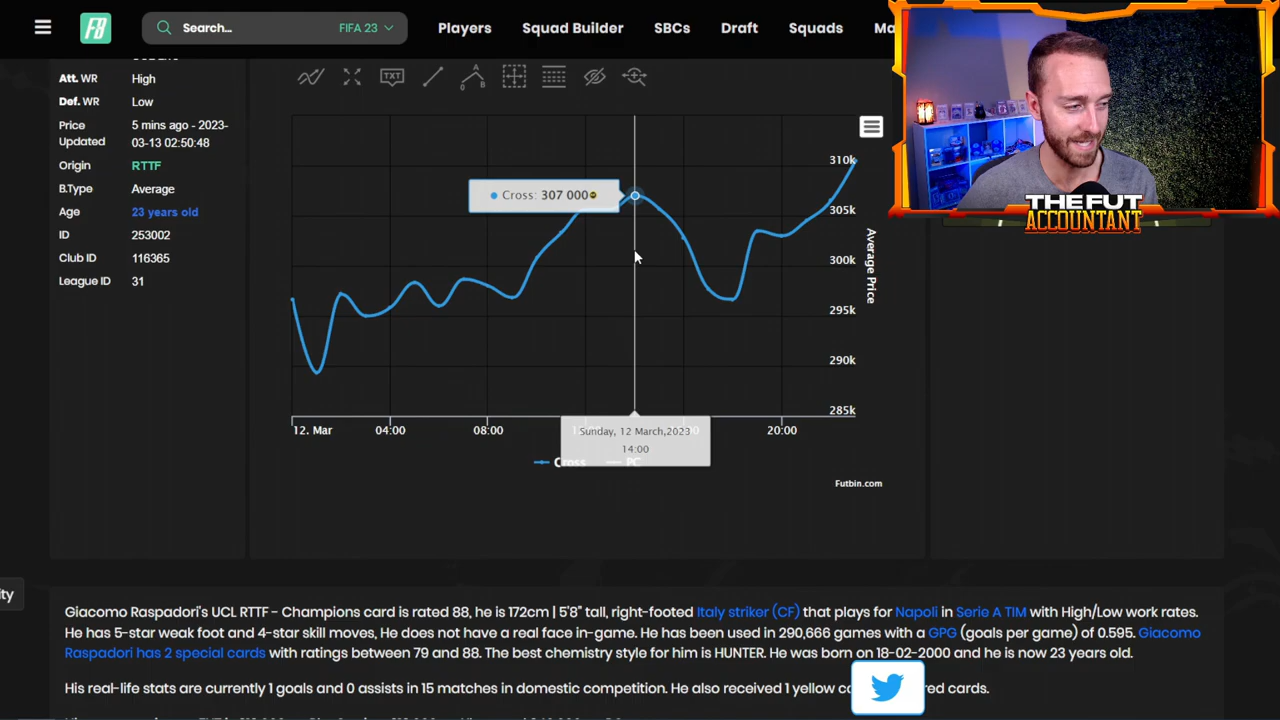 F8
Search...
FIFA 23
Players
Squad Builder
SBCs
Draft
Squads
Att. WR
High
Def. WR
Low
Price
Updated
5 mins ago - 2023-
03-13 02:50:48
Origin
RTTF
B.Type
Average
Age
23 years old
ID
253002
Club ID
116365
League ID
31
TXT
Cross: 307 000
310k
305k
300k
295k
290k
285k
Average Price
12. Mar
04:00
08:00
20:00
Sunday, 12 March,2023
14:00
Cross
PC
Futbin.com
THE FUT
ACCOUNTANT
ity
Giacomo Raspadori's UCL RTTF - Champions card is rated 88, he is 172cm | 5'8" tall, right-footed Italy striker (CF) that plays for Napoli in Serie A TIM with High/Low work rates.
He has 5-star weak foot and 4-star skill moves, He does not have a real face in-game. He has been used in 290,666 games with a GPG (goals per game) of 0.595. Giacomo
Raspadori has 2 special cards with ratings between 79 and 88. The best chemistry style for him is HUNTER. He was born on 18-02-2000 and he is now 23 years old.
His real-life stats are currently 1 goals and 0 assists in 15 matches in domestic competition. He also received 1 yellow ed cards.